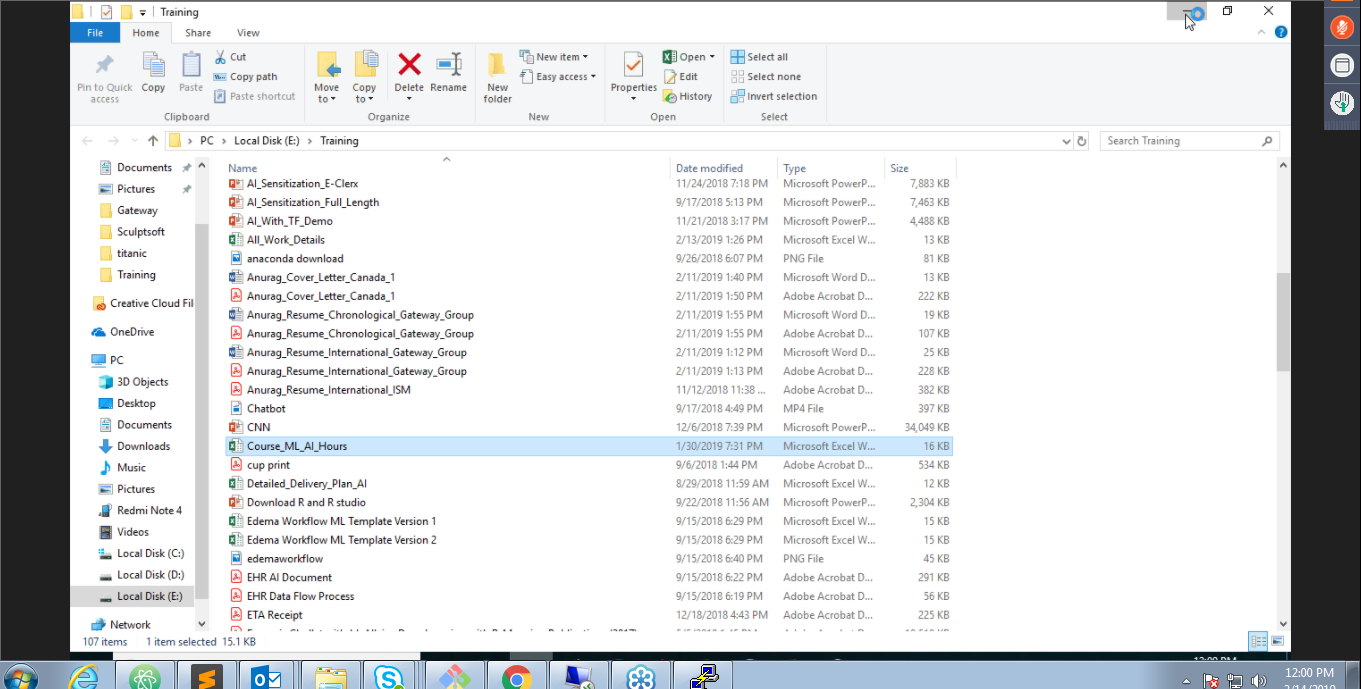 Training
File Home Share View
Pin to Quick access
Copy
Paste
Cut
Copy path
Paste shortcut
Clipboard
Move to
Copy to
Delete
Rename
Organize
New folder
New item
Easy access
New
Properties
Open
Edit
History
Open
Select all
Select none
Invert selection
Select
PC › Local Disk (E:) › Training
Search Training
Documents
Pictures
Gateway
Sculptsoft
titanic
Training
Creative Cloud Fil
OneDrive
PC
3D Objects
Desktop
Documents
Downloads
Music
Pictures
Redmi Note 4
Videos
Local Disk (C:)
Local Disk (D:)
Local Disk (E:)
Network
Name Date modified Type Size
AI_Sensitization_E-Clerx 11/24/2018 7:18 PM Microsoft PowerP... 7,883 KB
AI_Sensitization_Full_Length 9/17/2018 5:13 PM Microsoft PowerP... 7,463 KB
AI_With_TF_Demo 11/21/2018 3:17 PM Microsoft PowerP... 4,488 KB
All_Work_Details 2/13/2019 1:26 PM Microsoft Excel W... 13 KB
anaconda download 9/26/2018 6:07 PM PNG File 81 KB
Anurag_Cover_Letter_Canada_1 2/11/2019 1:40 PM Microsoft Word D... 13 KB
Anurag_Cover_Letter_Canada_1 2/11/2019 1:50 PM Adobe Acrobat D... 222 KB
Anurag_Resume_Chronological_Gateway_Group 2/11/2019 1:55 PM Microsoft Word D... 19 KB
Anurag_Resume_Chronological_Gateway_Group 2/11/2019 1:55 PM Adobe Acrobat D... 107 KB
Anurag_Resume_International_Gateway_Group 2/11/2019 1:12 PM Microsoft Word D... 25 KB
Anurag_Resume_International_Gateway_Group 2/11/2019 1:13 PM Adobe Acrobat D... 228 KB
Anurag_Resume_International_ISM 11/12/2018 11:38 ... Adobe Acrobat D... 382 KB
Chatbot 9/17/2018 4:49 PM MP4 File 397 KB
CNN 12/6/2018 7:39 PM Microsoft PowerP... 34,049 KB
Course_ML_AI_Hours 1/30/2019 7:31 PM Microsoft Excel W... 16 KB
cup print 9/6/2018 1:44 PM Adobe Acrobat D... 534 KB
Detailed_Delivery_Plan_AI 8/29/2018 11:59 AM Microsoft Excel W... 12 KB
Download R and R studio 9/22/2018 11:56 AM Microsoft PowerP... 2,304 KB
Edema Workflow ML Template Version 1 9/15/2018 6:29 PM Microsoft Excel W... 15 KB
Edema Workflow ML Template Version 2 9/15/2018 6:29 PM Microsoft Excel W... 15 KB
edemaworkflow 9/15/2018 6:40 PM PNG File 45 KB
EHR AI Document 9/15/2018 6:22 PM Adobe Acrobat D... 291 KB
EHR Data Flow Process 9/15/2018 6:19 PM Adobe Acrobat D... 56 KB
ETA Receipt 12/18/2018 4:43 PM Adobe Acrobat D... 225 KB
107 items 1 item selected 15.1 KB
12:00 PM